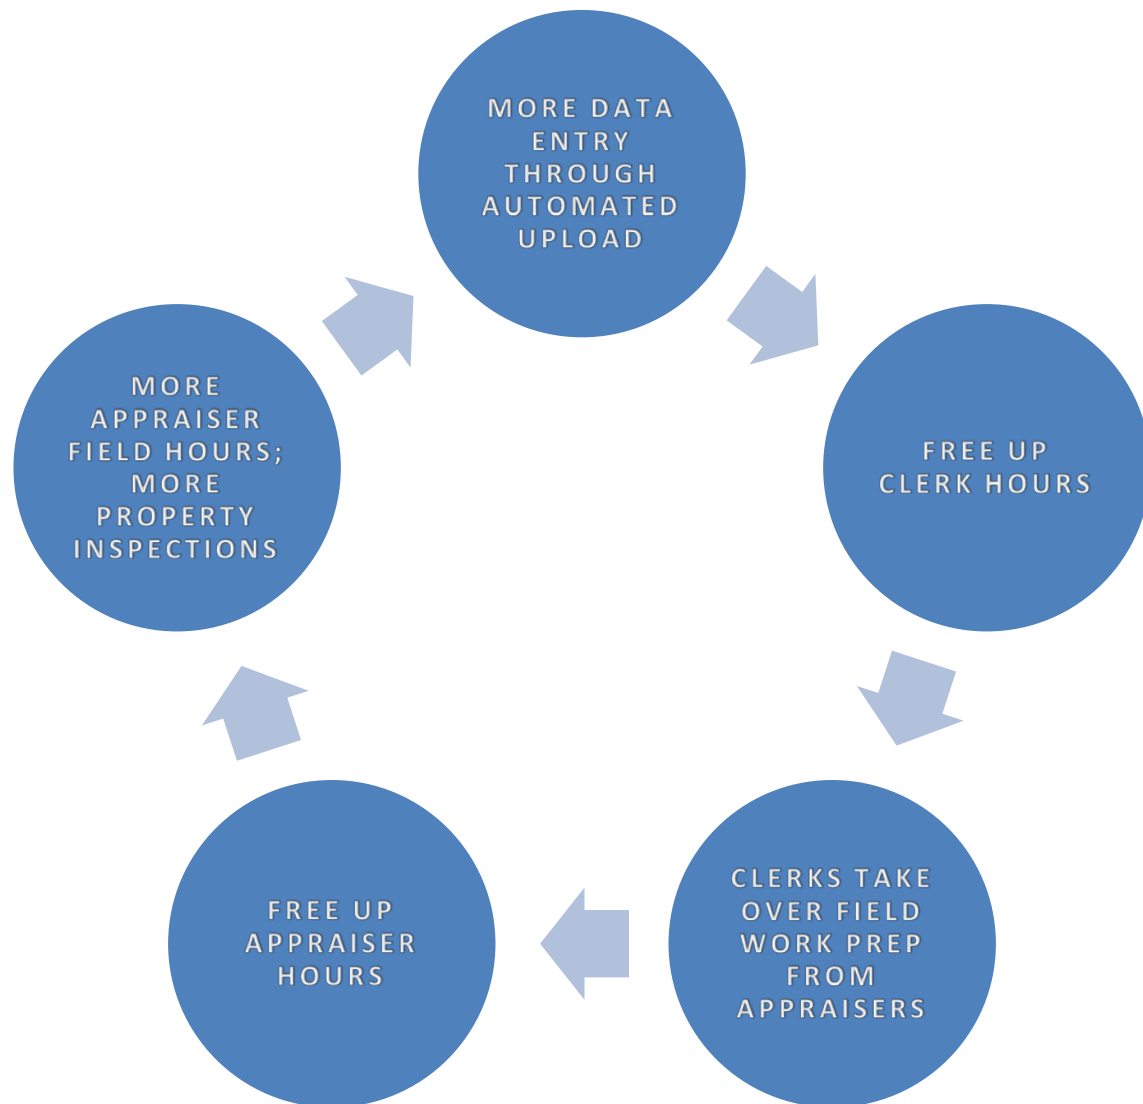 MORE DATA
ENTRY
THROUGH
AUTOMATED
UPLOAD
FREE UP
CLERK HOURS
CLERKS TAKE
OVER FIELD
WORK PREP
FROM
APPRAISERS
FREE UP
APPRAISER
HOURS
MORE
APPRAISER
FIELD HOURS;
MORE
PROPERTY
INSPECTIONS